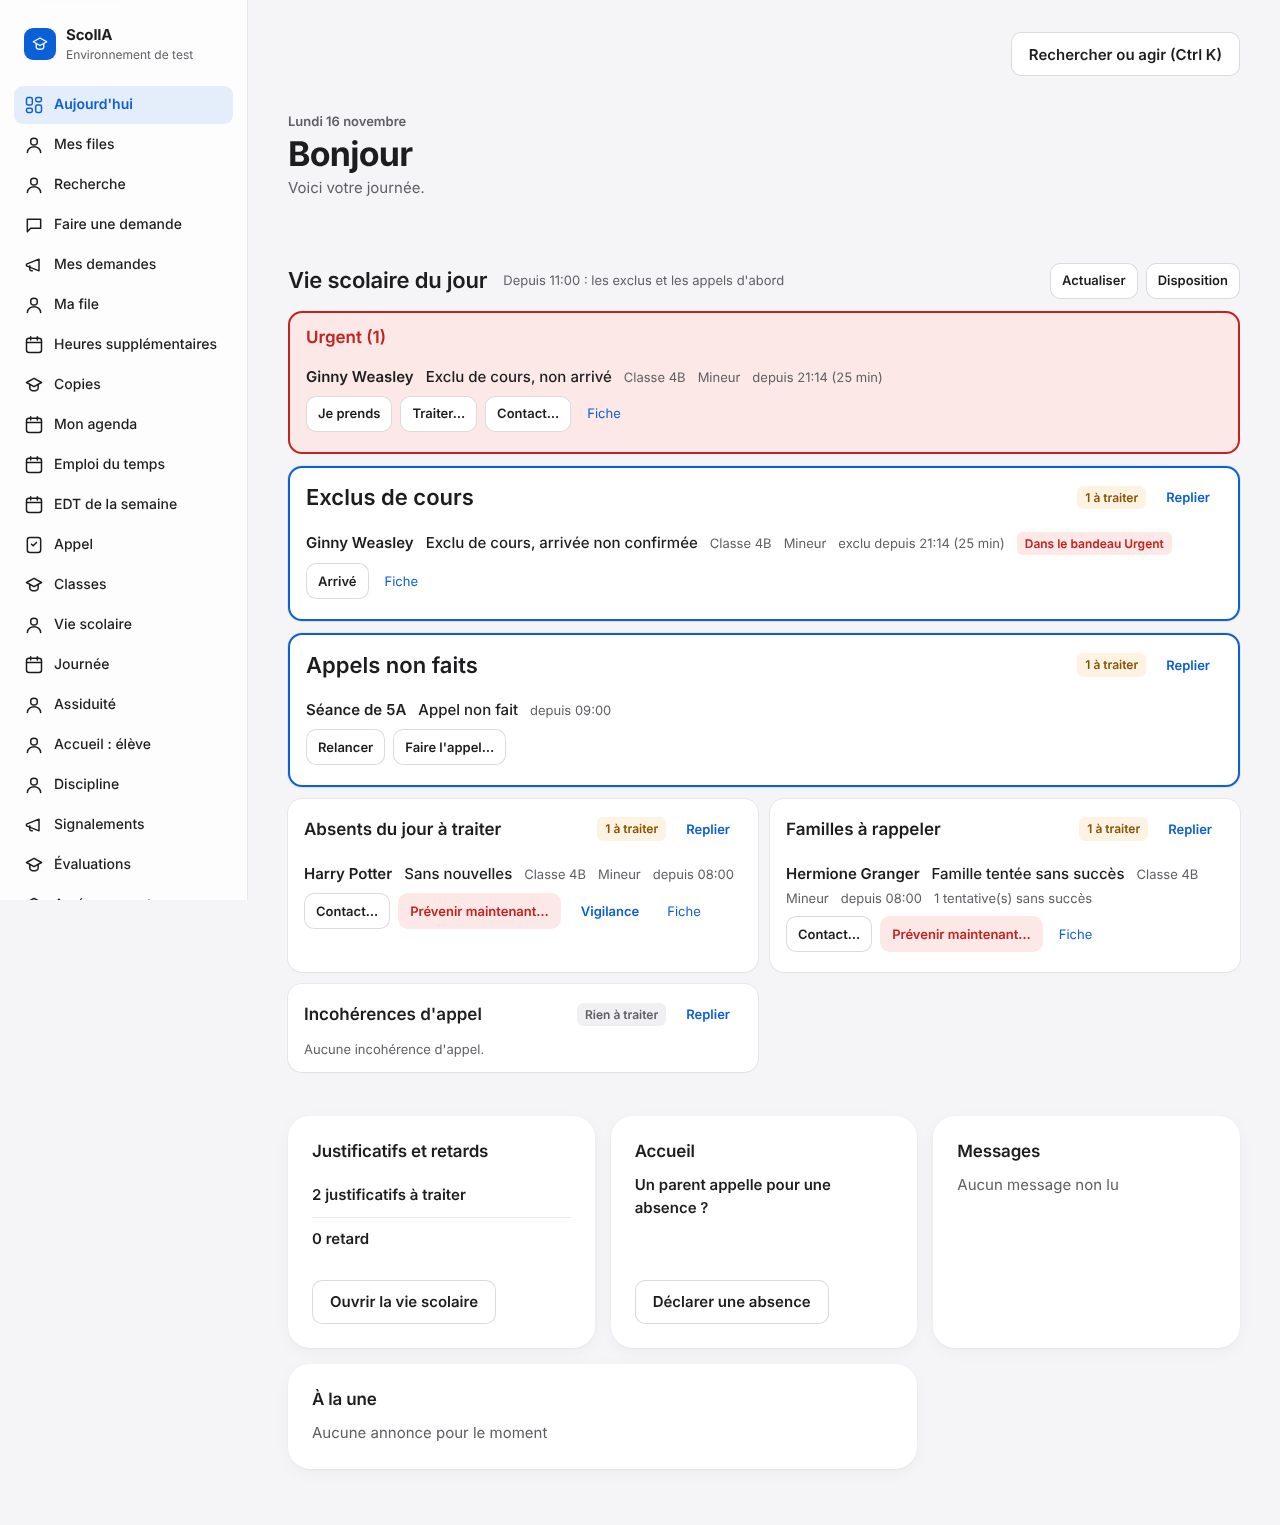 ScolIA
Environnement de test
Aujourd'hui
Mes files
Recherche
Faire une demande
Mes demandes
Ma file
Heures supplémentaires
Copies
Mon agenda
Emploi du temps
EDT de la semaine
Appel
Classes
Vie scolaire
Journée
Assiduité
Accueil : élève
Discipline
Signalements
Évaluations
Rechercher ou agir (Ctrl K)
Lundi 16 novembre
Bonjour
Voici votre journée.
Vie scolaire du jour Depuis 11:00 : les exclus et les appels d'abord Actualiser Disposition
Urgent (1)
Ginny Weasley Exclu de cours, non arrivé Classe 4B Mineur depuis 21:14 (25 min)
Je prends Traiter... Contact... Fiche
Exclus de cours 1 à traiter Replier
Ginny Weasley Exclu de cours, arrivée non confirmée Classe 4B Mineur exclu depuis 21:14 (25 min) Dans le bandeau Urgent
Arrivé Fiche
Appels non faits 1 à traiter Replier
Séance de 5A Appel non fait depuis 09:00
Relancer Faire l'appel...
Absents du jour à traiter 1 à traiter Replier
Harry Potter Sans nouvelles Classe 4B Mineur depuis 08:00
Contact... Prévenir maintenant... Vigilance Fiche
Familles à rappeler 1 à traiter Replier
Hermione Granger Famille tentée sans succès Classe 4B
Mineur depuis 08:00 1 tentative(s) sans succès
Contact... Prévenir maintenant... Fiche
Incohérences d'appel Rien à traiter Replier
Aucune incohérence d'appel.
Justificatifs et retards
2 justificatifs à traiter
0 retard
Ouvrir la vie scolaire
Accueil
Un parent appelle pour une
absence ?
Déclarer une absence
Messages
Aucun message non lu
À la une
Aucune annonce pour le moment